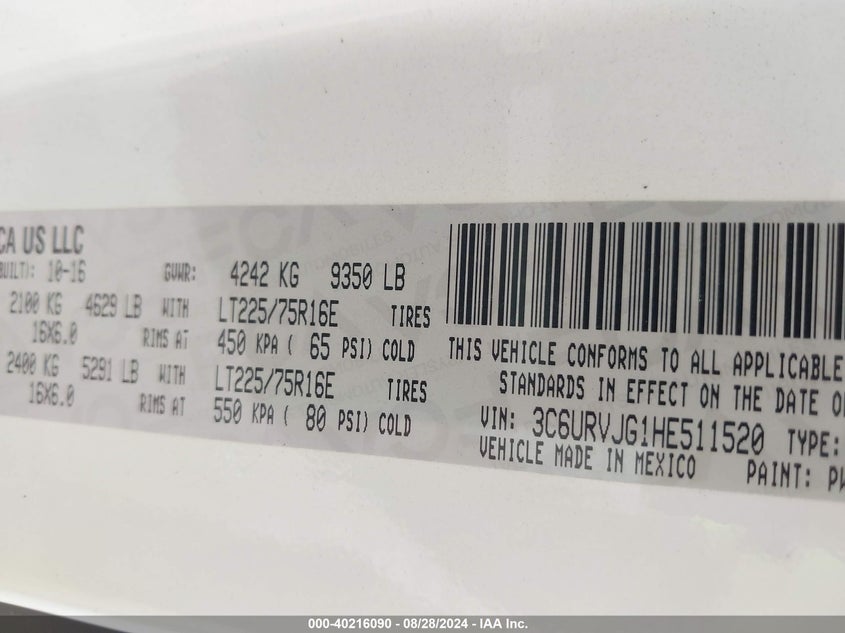 CA US LLC
BUILT): 10-16 GVWR: 4242 KG 9350 LB
2100 KG 4629 LB WITH LT225/75R16E TIRES
16X6.0 RIMS AT 450 KPA ( 65 PSI) COLD
2400 KG 5291 LB WITH LT225/75R16E TIRES
16X6.0 RIMS AT 550 KPA ( 80 PSI) COLD
THIS VEHICLE CONFORMS TO ALL APPLICABLE
STANDARDS IN EFFECT ON THE DATE O
VIN: 3C6URVJG1HE511520 TYPE:
VEHICLE MADE IN MEXICO PAINT: PW
000-40216090 - 08/28/2024 - IAA Inc.